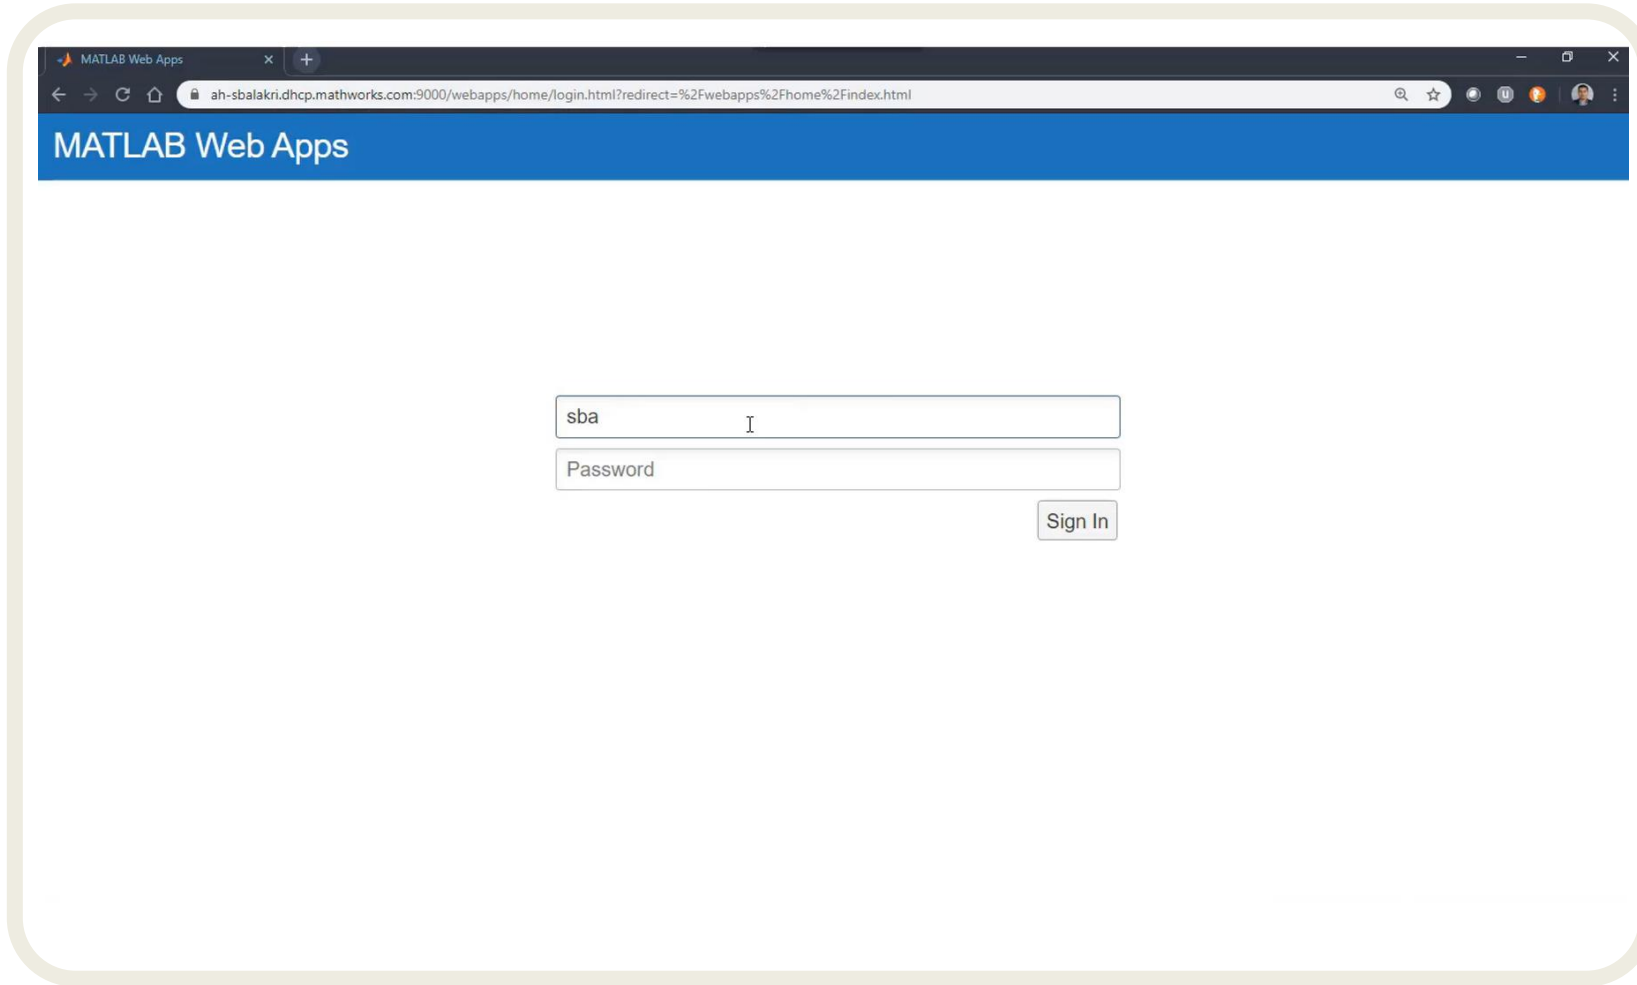 MATLAB Web Apps
ah-sbalakri.dhcp.mathworks.com:9000/webapps/home/login.html?redirect=%2Fwebapps%2Fhome%2Findex.html
MATLAB Web Apps
sba
Password
Sign In